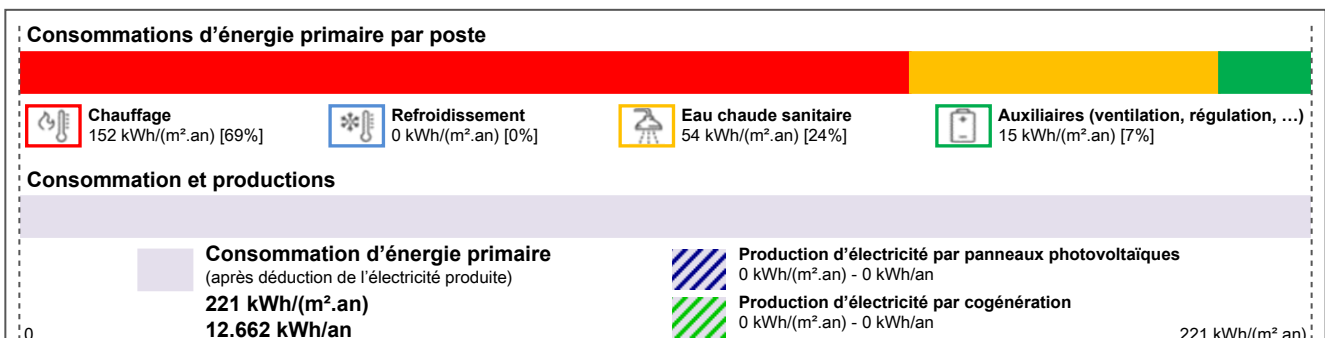 Consommations d’énergie primaire par poste
Chauffage
152 kWh/(m².an) [69%]
Refroidissement
0 kWh/(m².an) [0%]
Eau chaude sanitaire
54 kWh/(m².an) [24%]
Auxiliaires (ventilation, régulation, …)
15 kWh/(m².an) [7%]
Consommation et productions
Consommation d’énergie primaire
(après déduction de l’électricité produite)
221 kWh/(m².an)
12.662 kWh/an
Production d’électricité par panneaux photovoltaïques
0 kWh/(m².an) - 0 kWh/an
Production d’électricité par cogénération
0 kWh/(m².an) - 0 kWh/an
0
221 kWh/(m².an)